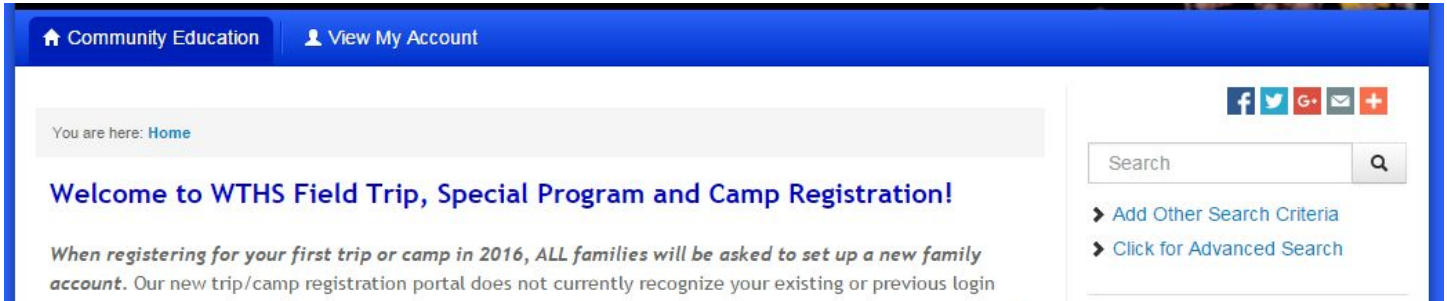 Community Education
View My Account
You are here: Home
Welcome to WTHS Field Trip, Special Program and Camp Registration!
When registering for your first trip or camp in 2016, ALL families will be asked to set up a new family
account. Our new trip/camp registration portal does not currently recognize your existing or previous login
f G+ +
Search
Add Other Search Criteria
Click for Advanced Search